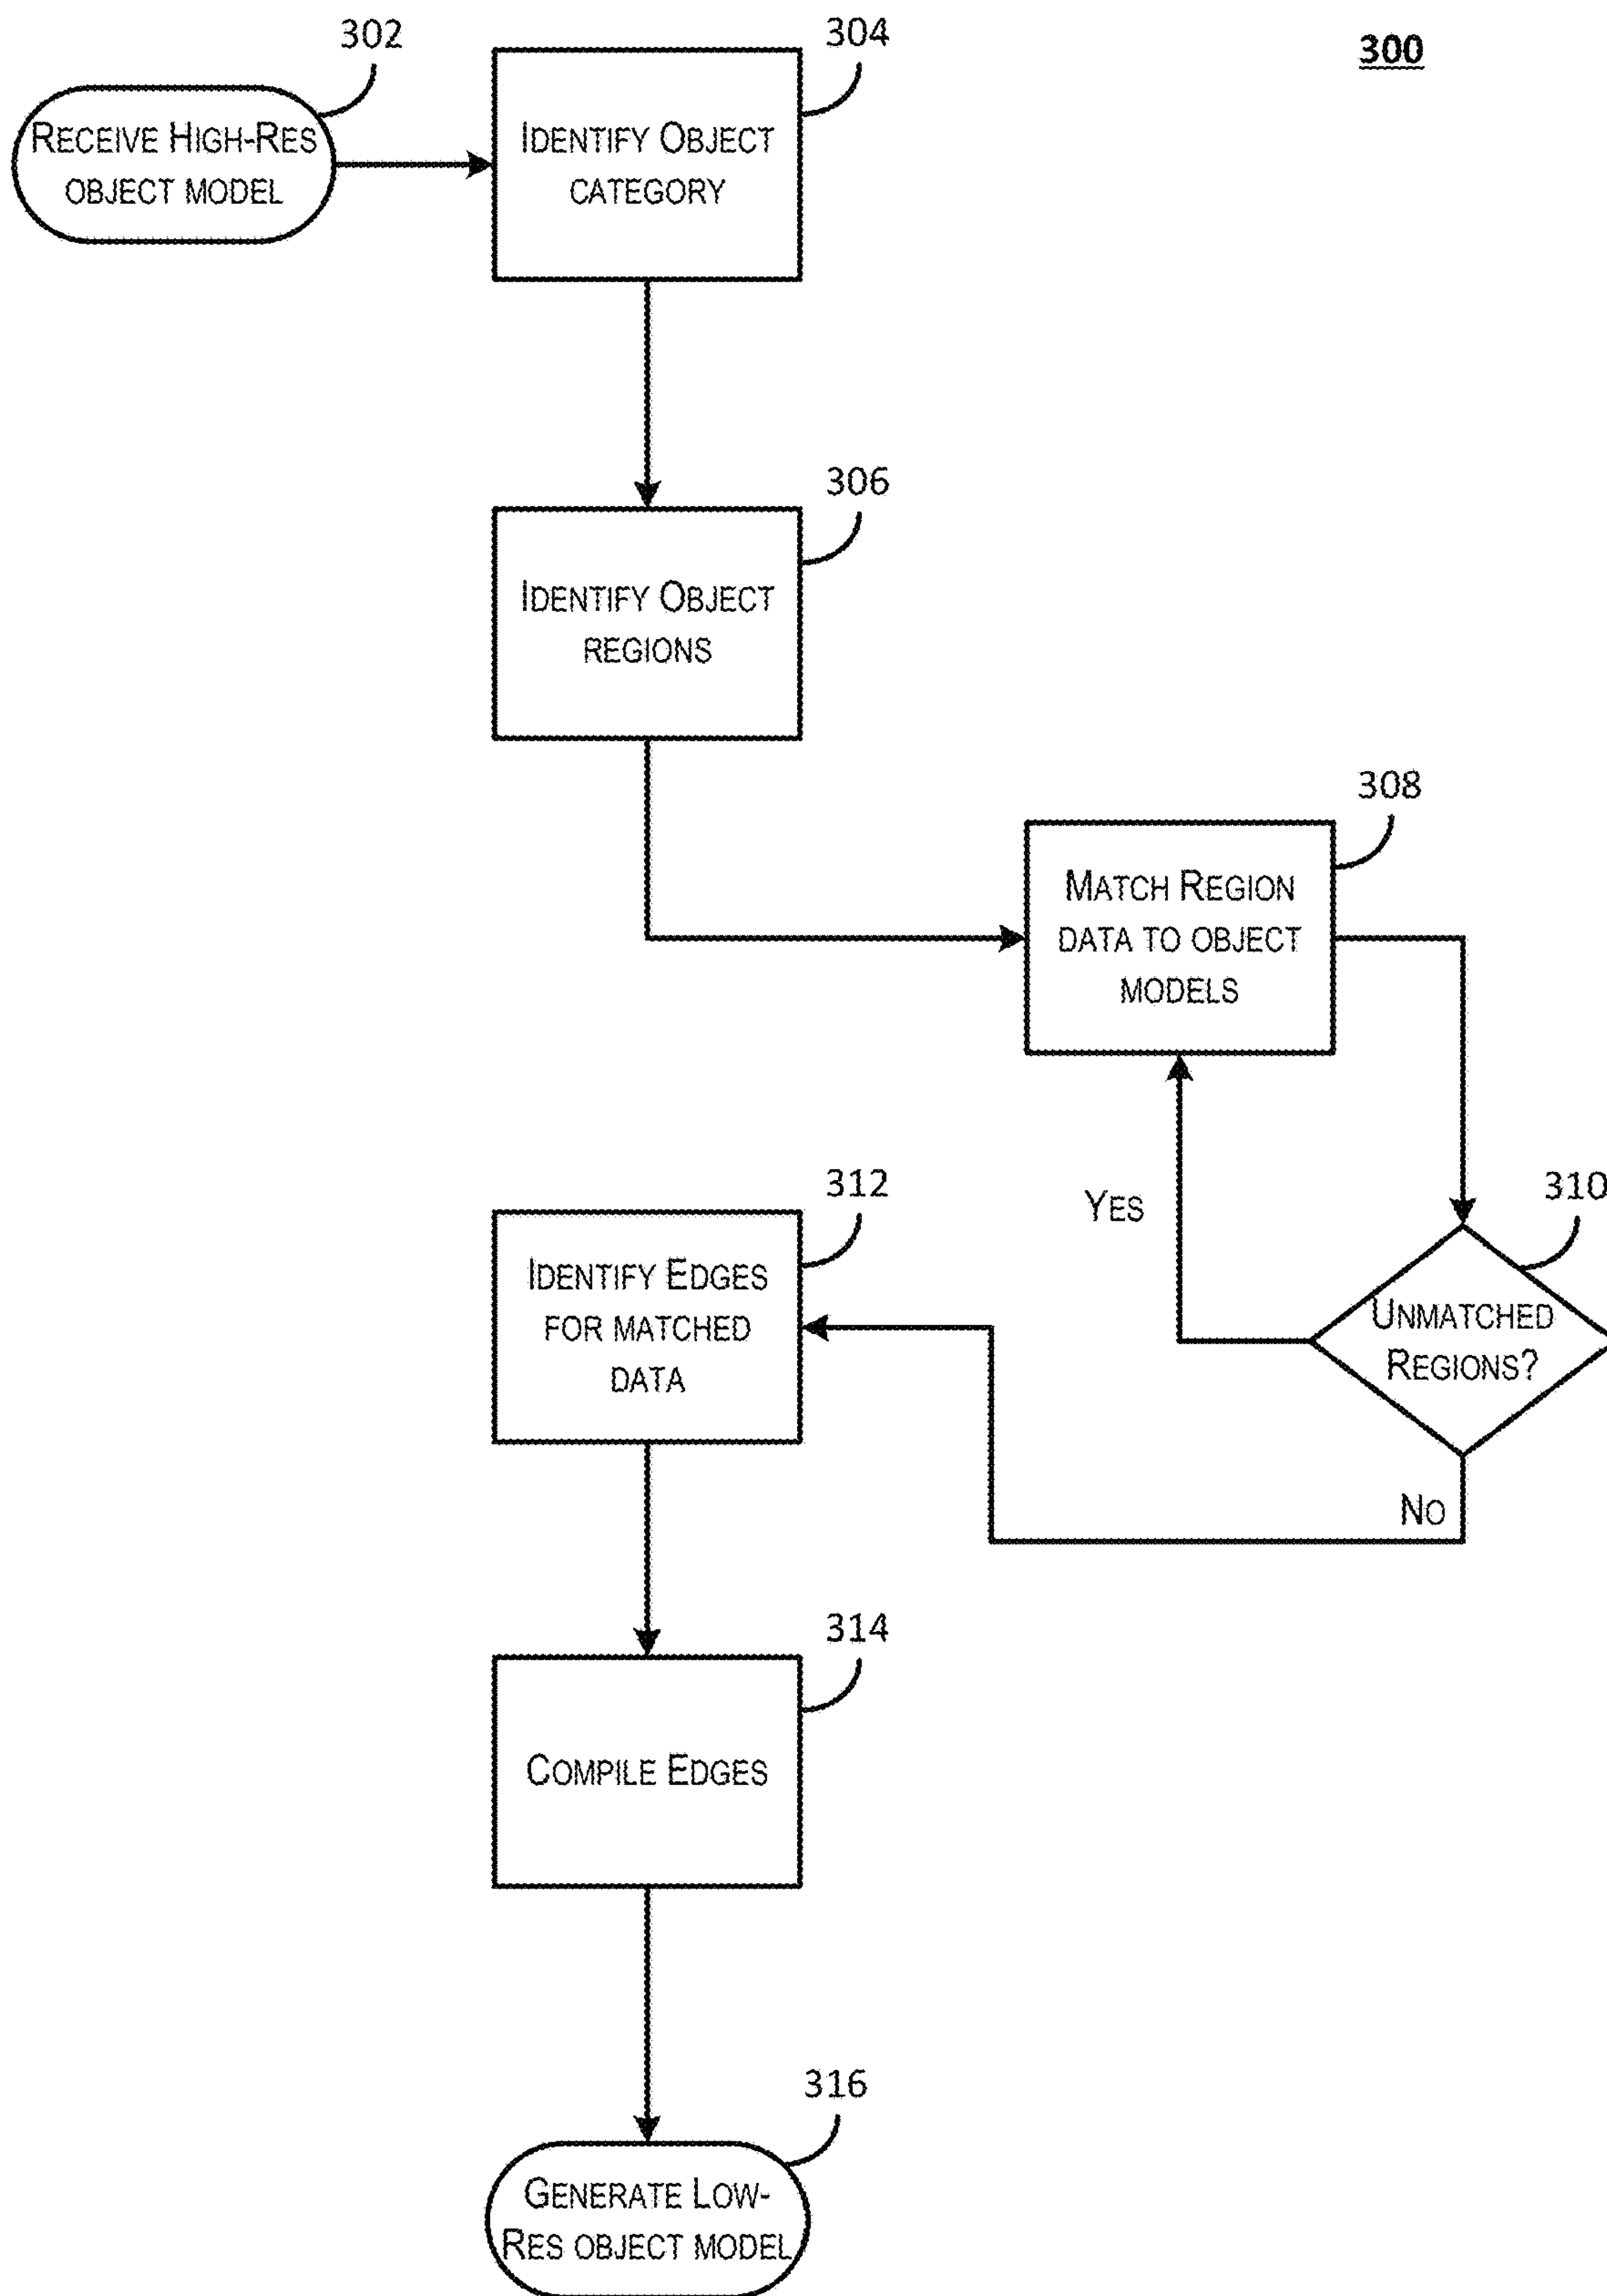 300
302
RECEIVE HIGH-RES
OBJECT MODEL
304
IDENTIFY OBJECT
CATEGORY
306
IDENTIFY OBJECT
REGIONS
308
MATCH REGION
DATA TO OBJECT
MODELS
310
UNMATCHED
REGIONS?
YES
NO
312
IDENTIFY EDGES
FOR MATCHED
DATA
314
COMPILE EDGES
316
GENERATE LOW-
RES OBJECT MODEL